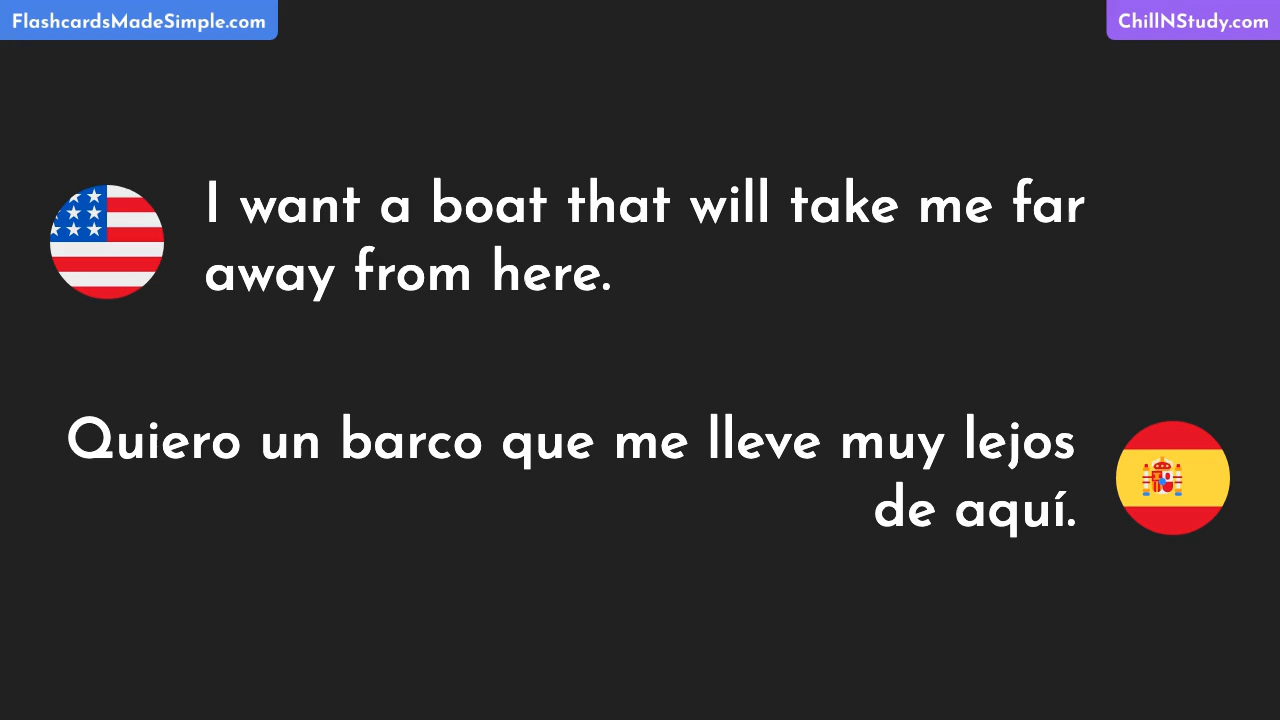 FlashcardsMadeSimple.com
ChillNStudy.com
I want a boat that will take me far
away from here.
Quiero un barco que me lleve muy lejos
de aquí.